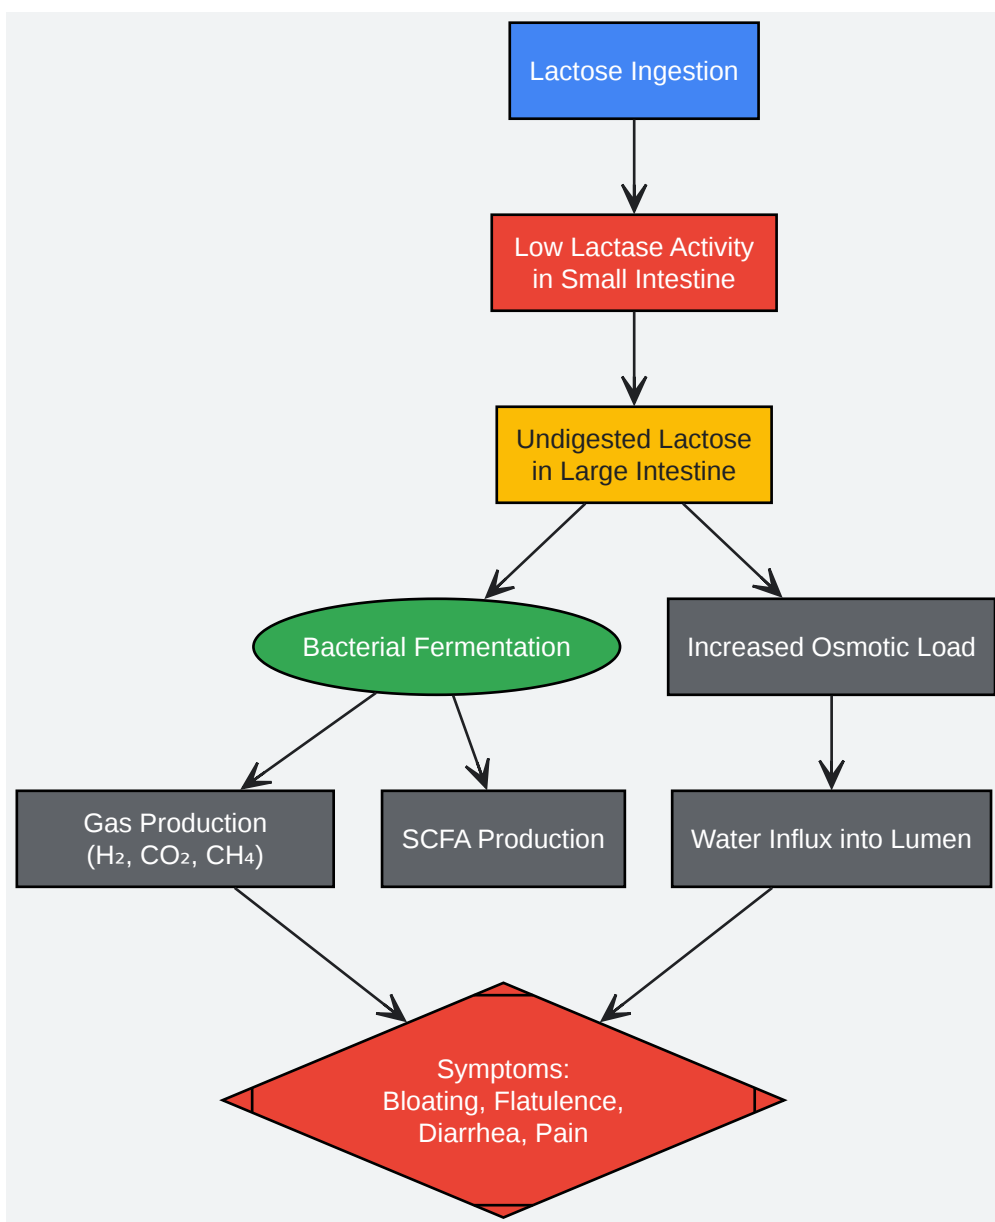 Lactose Ingestion
Low Lactase Activity
in Small Intestine
Undigested Lactose
in Large Intestine
Bacterial Fermentation
Increased Osmotic Load
Gas Production
(H₂, CO₂, CH₄)
SCFA Production
Water Influx into Lumen
Symptoms:
Bloating, Flatulence,
Diarrhea, Pain